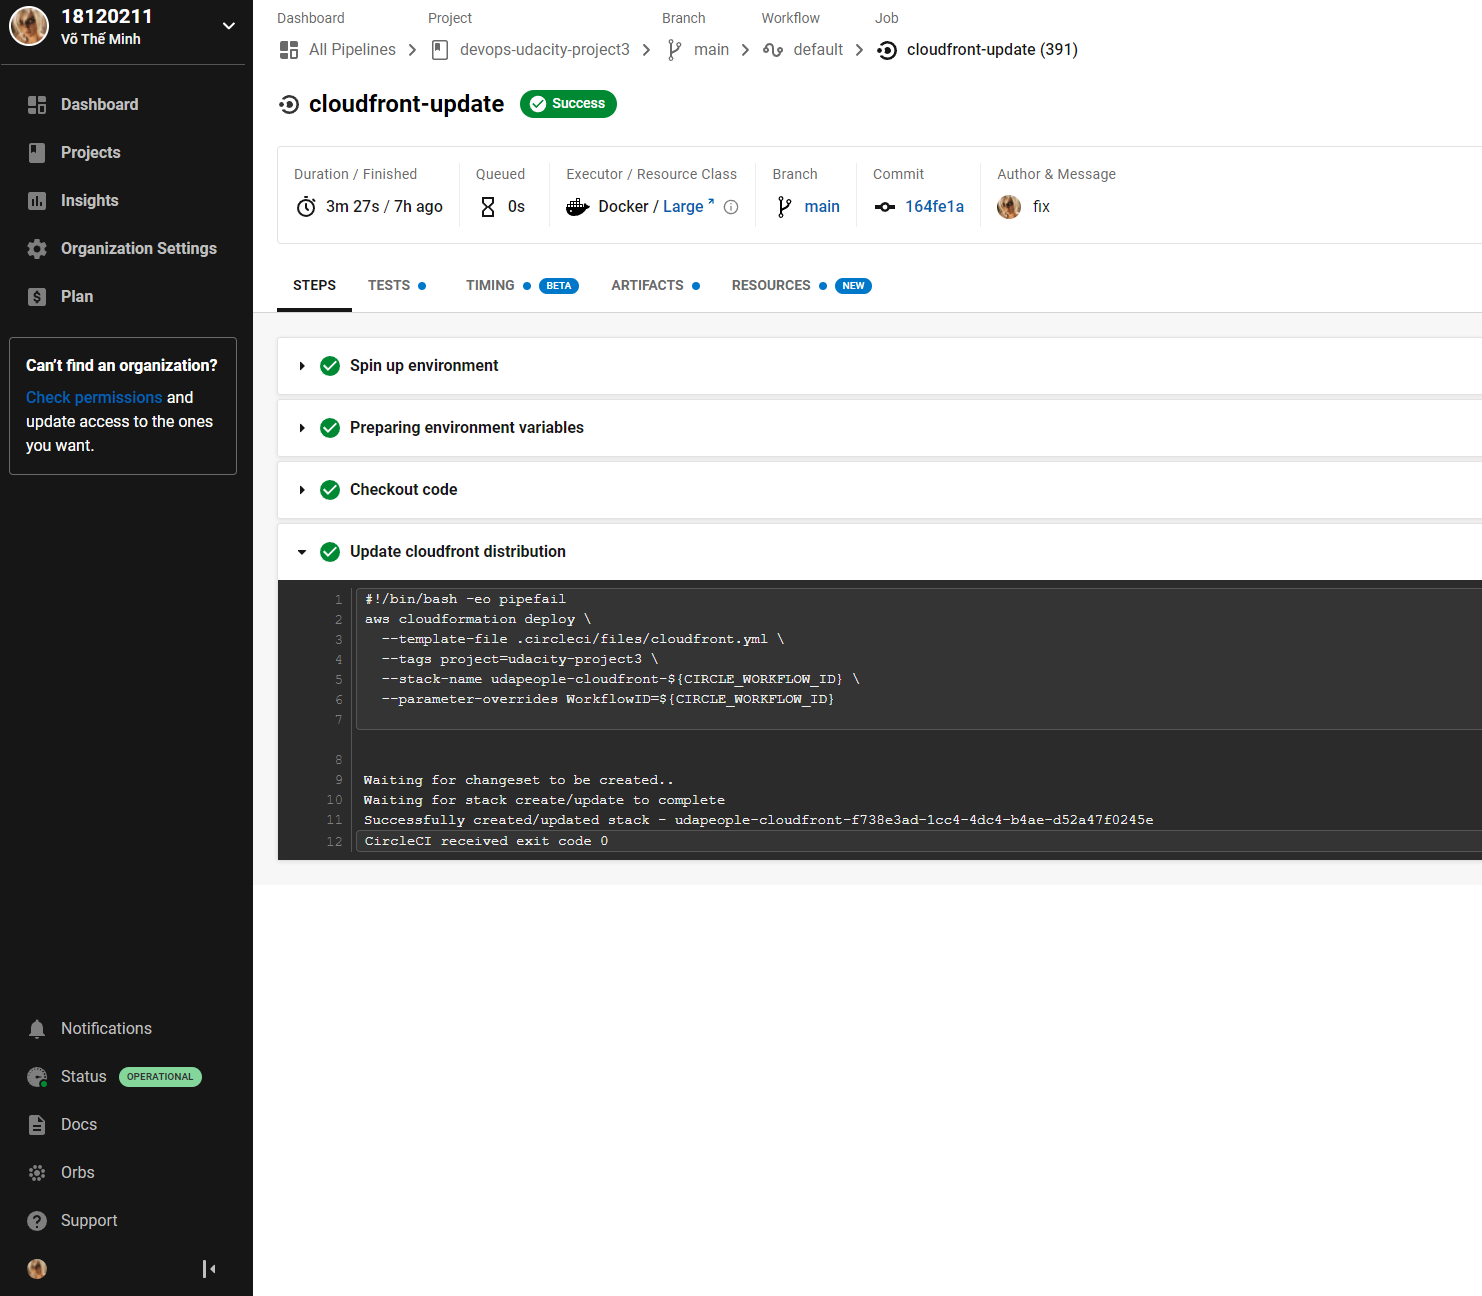 18120211
Võ Thế Minh
Dashboard
Projects
Insights
Organization Settings
Plan
Can't find an organization?
Check permissions and
update access to the ones
you want.
Notifications
Status OPERATIONAL
Docs
Orbs
Support
Dashboard Project Branch Workflow Job
All Pipelines devops-udacity-project3 main default cloudfront-update (391)
cloudfront-update Success
Duration / Finished Queued Executor / Resource Class Branch Commit Author & Message
3m 27s / 7h ago 0s Docker / Large main 164fe1a fix
STEPS TESTS TIMING BETA ARTIFACTS RESOURCES NEW
Spin up environment
Preparing environment variables
Checkout code
Update cloudfront distribution
1 #!/bin/bash -eo pipefail
2 aws cloudformation deploy \
3 --template-file .circleci/files/cloudfront.yml \
4 --tags project=udacity-project3 \
5 --stack-name udapeople-cloudfront-${CIRCLE_WORKFLOW_ID} \
6 --parameter-overrides WorkflowID=${CIRCLE_WORKFLOW_ID}
7
8
9 Waiting for changeset to be created..
10 Waiting for stack create/update to complete
11 Successfully created/updated stack - udapeople-cloudfront-f738e3ad-1cc4-4dc4-b4ae-d52a47f0245e
12 CircleCI received exit code 0